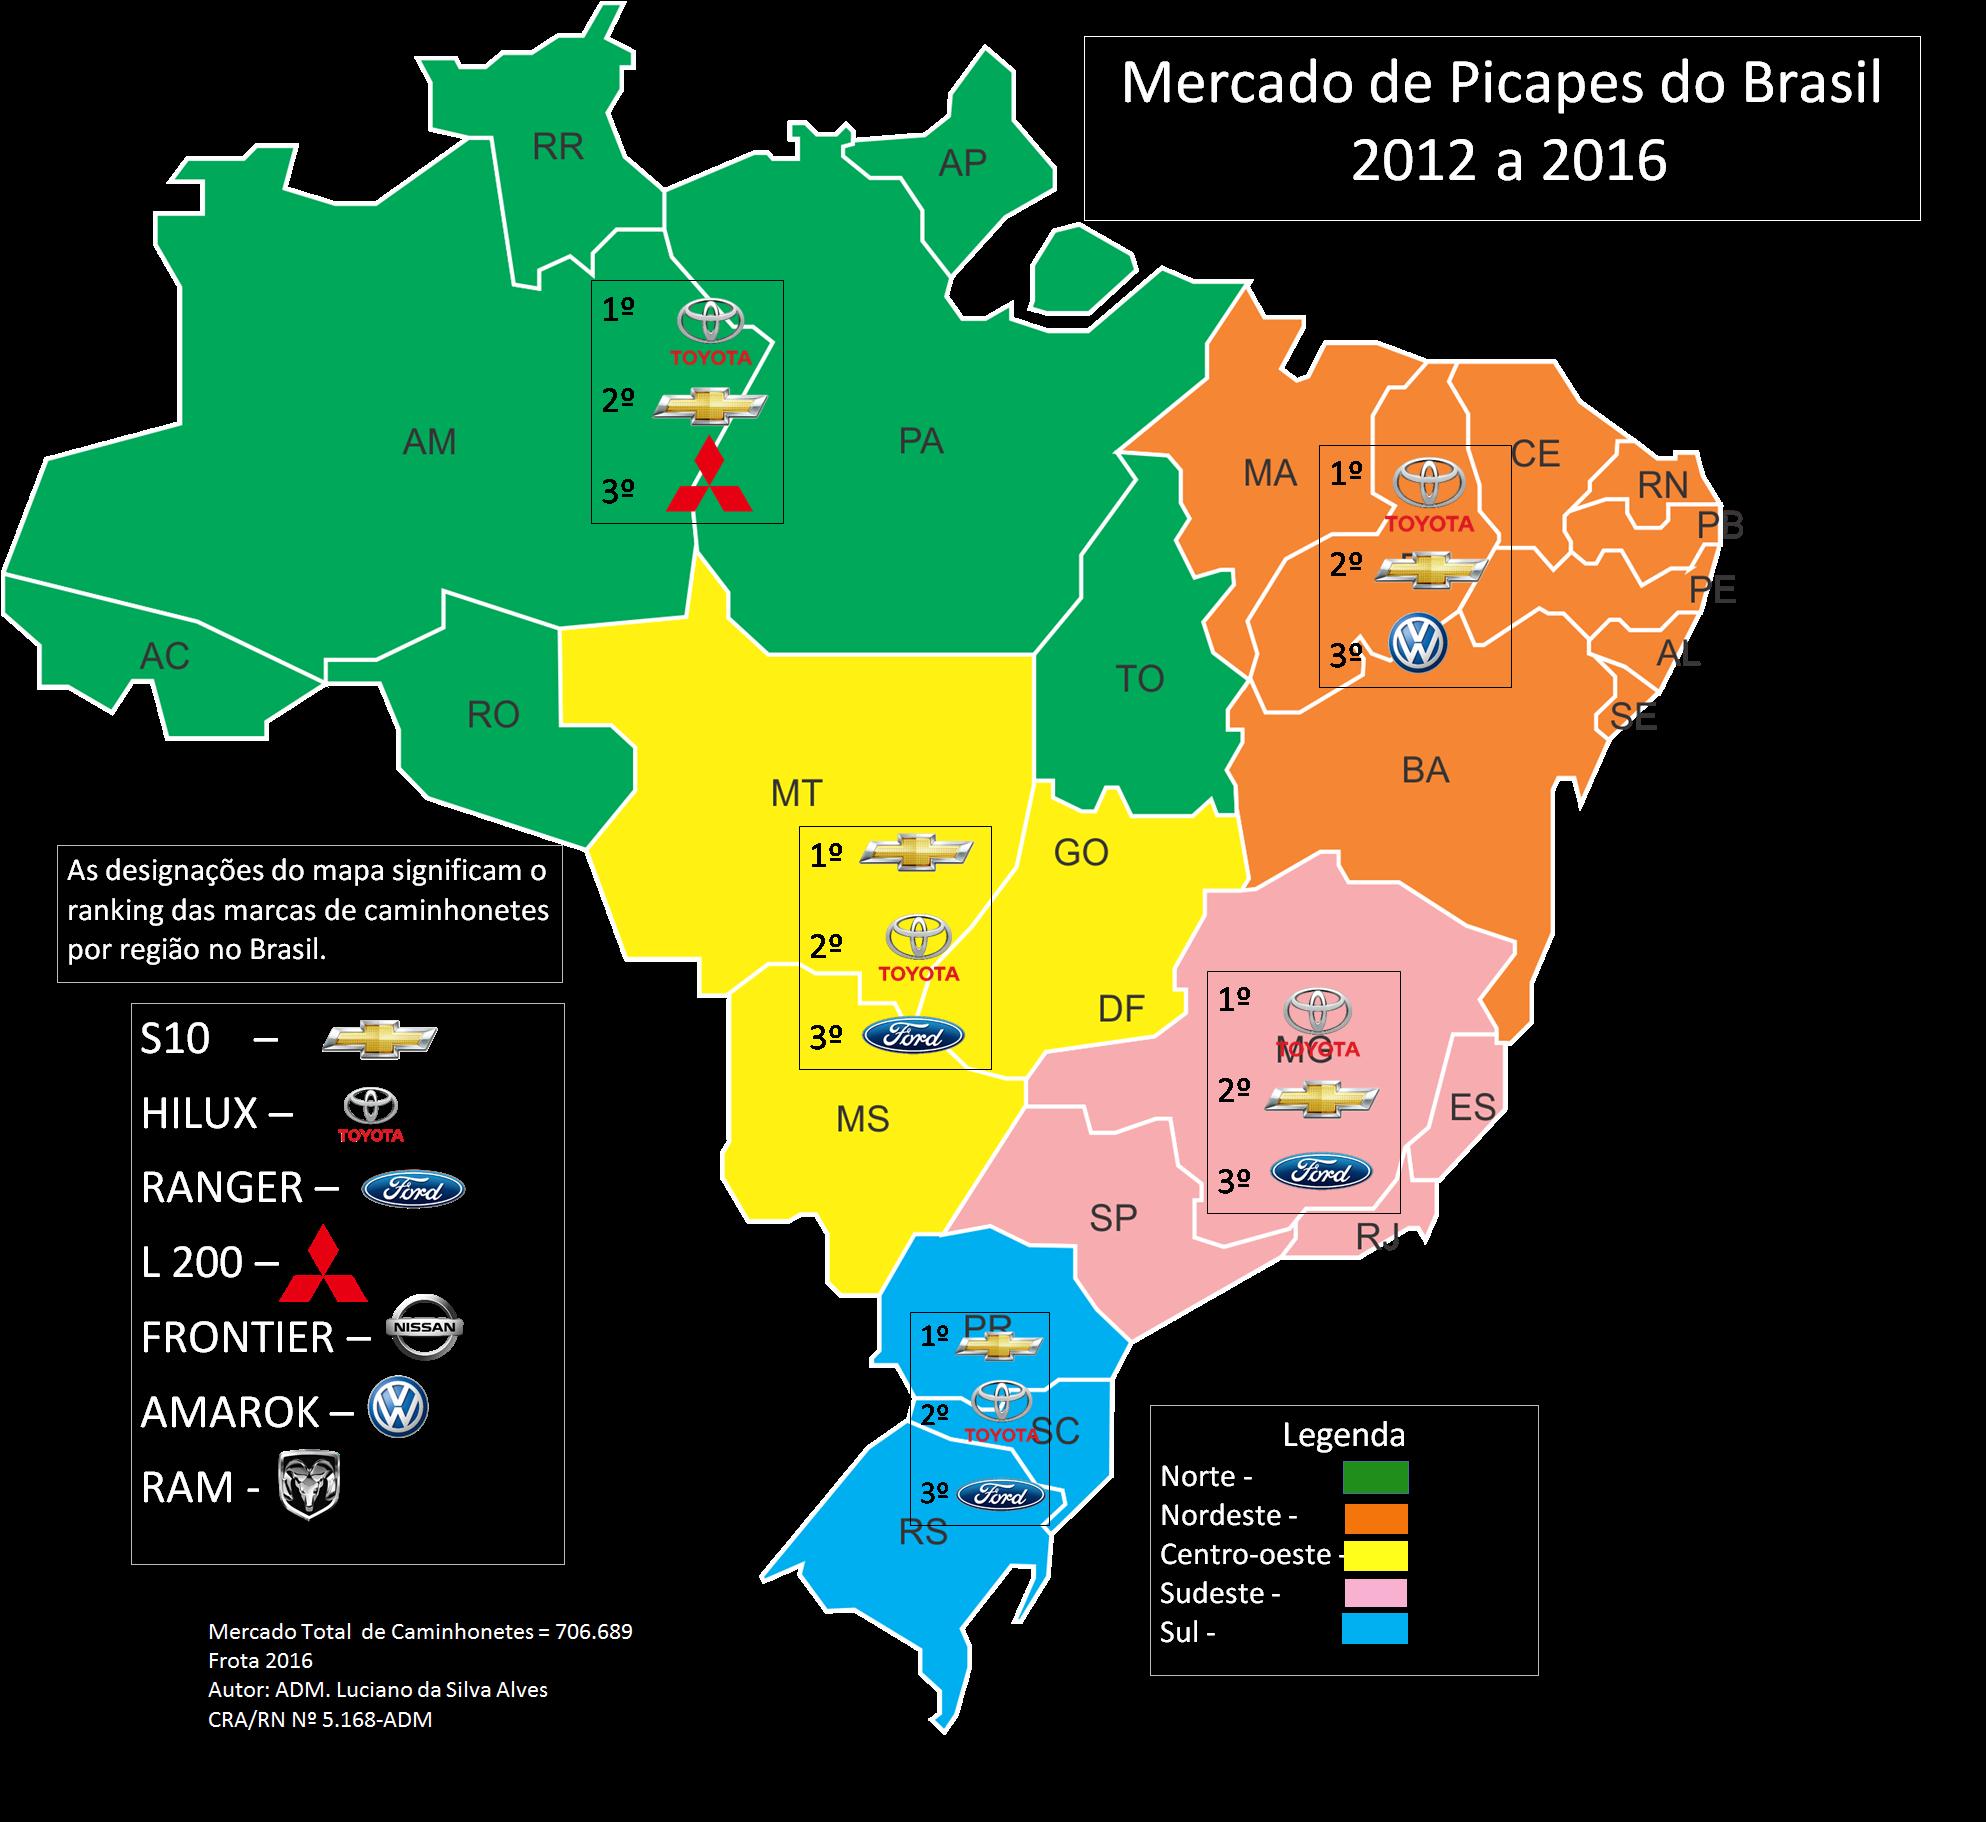 Mercado de Picapes do Brasil
2012 a 2016
RR
AP
1º
TOYOTA
2º
3º
AM
PA
MA
CE
RN
PB
PE
AL
SE
1º
TOYOTA
2º
3º
AC
RO
TO
BA
MT
GO
1º
2º
TOYOTA
3º
Ford
DF
MS
1º
MG
TOYOTA
2º
3º
Ford
ES
SP
RJ
PR
1º
2º
TOYOTA
SC
3º
Ford
RS
As designações do mapa significam o
ranking das marcas de caminhonetes
por região no Brasil.
S10 –
HILUX – TOYOTA
RANGER – Ford
L 200 –
FRONTIER – NISSAN
AMAROK –
RAM -
Legenda
Norte -
Nordeste -
Centro-oeste -
Sudeste -
Sul -
Mercado Total de Caminhonetes = 706.689
Frota 2016
Autor: ADM. Luciano da Silva Alves
CRA/RN Nº 5.168-ADM